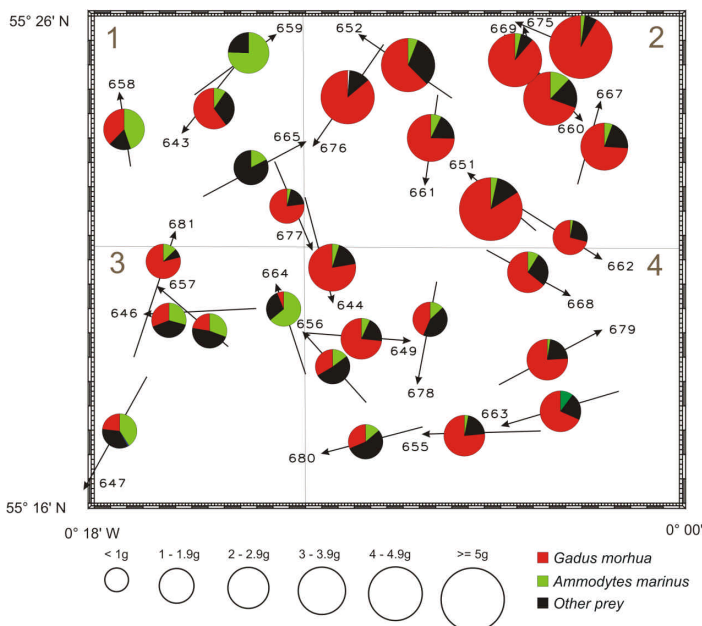 55° 26' N
1
2
659
652
675
669
658
643
676
661
667
660
665
651
677
662
681
3
4
657
664
644
668
646
656
649
679
678
663
647
680
655
55° 16' N
0° 18' W
0° 00'
< 1g
1 - 1.9g
2 - 2.9g
3 - 3.9g
4 - 4.9g
>= 5g
Gadus morhua
Ammodytes marinus
Other prey